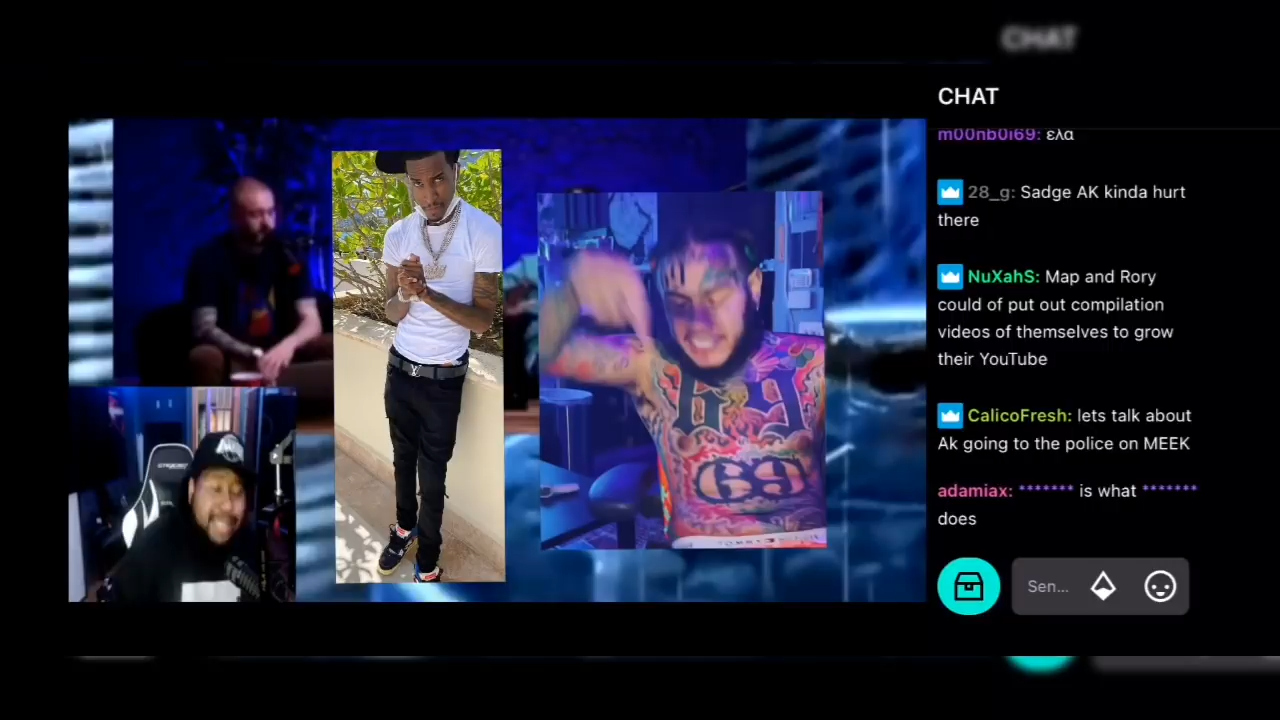 CHAT
CHAT
m00nb0i69: ελα
28_g: Sadge AK kinda hurt
there
NuXahS: Map and Rory
could of put out compilation
videos of themselves to grow
their YouTube
CalicoFresh: lets talk about
Ak going to the police on MEEK
adamiax: ******* is what *******
does
Sen...
69
69